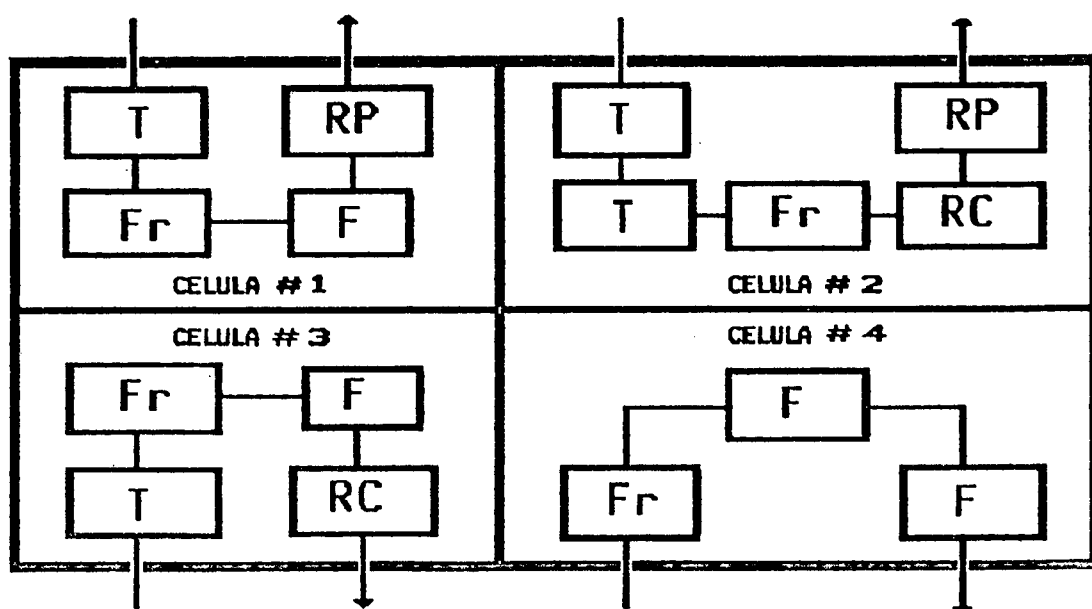 T RP
Fr F
CELULA # 1
T RP
T Fr RC
CELULA # 2
CELULA # 3
Fr F
T RC
CELULA # 4
F
Fr F